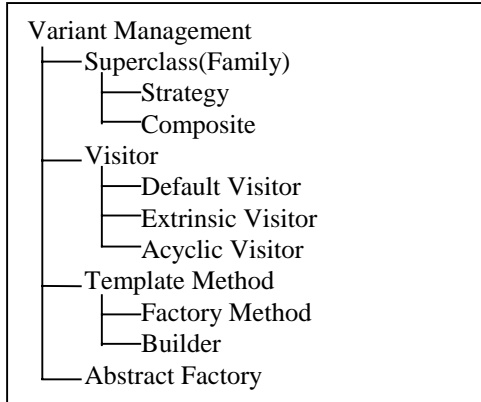 Variant Management
Superclass(Family)
Strategy
Composite
Visitor
Default Visitor
Extrinsic Visitor
Acyclic Visitor
Template Method
Factory Method
Builder
Abstract Factory